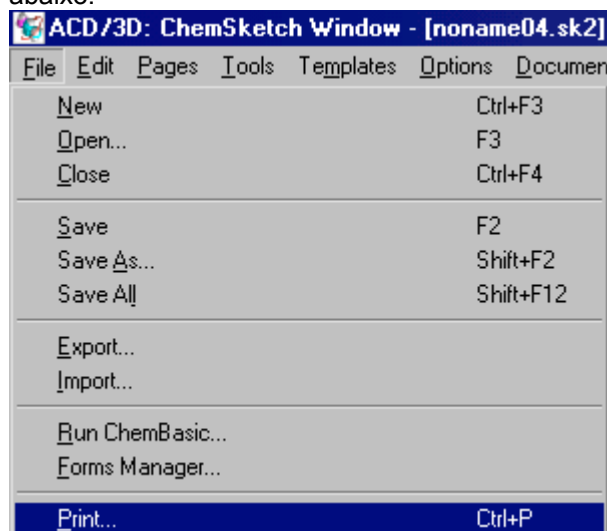 abaixo.
ACD/3D: ChemSketch Window - [noname04.sk2]
File Edit Pages Tools Templates Options Documen
New Ctrl+F3
Open... F3
Close Ctrl+F4
Save F2
Save As... Shift+F2
Save All Shift+F12
Export...
Import...
Run ChemBasic...
Forms Manager...
Print... Ctrl+P